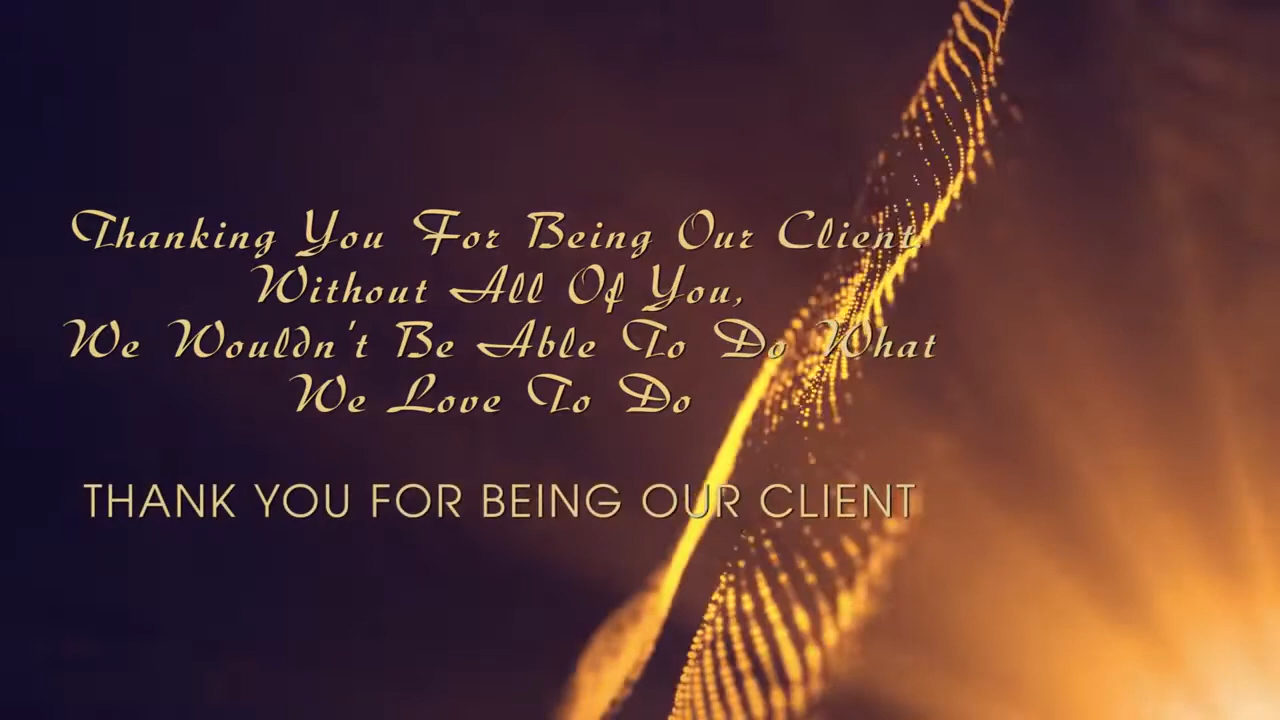 Thanking You For Being Our Client,
Without All Of You,
We Wouldn't Be Able To Do What
We Love To Do
THANK YOU FOR BEING OUR CLIENT